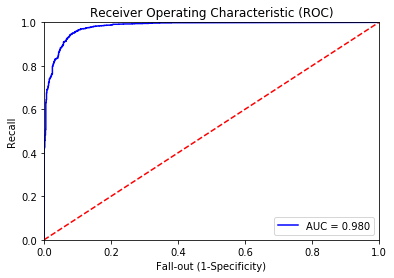 Receiver Operating Characteristic (ROC)
1.0
0.8
0.6
0.4
0.2
0.0
Recall
0.0 0.2 0.4 0.6 0.8 1.0
Fall-out (1-Specificity)
AUC = 0.980